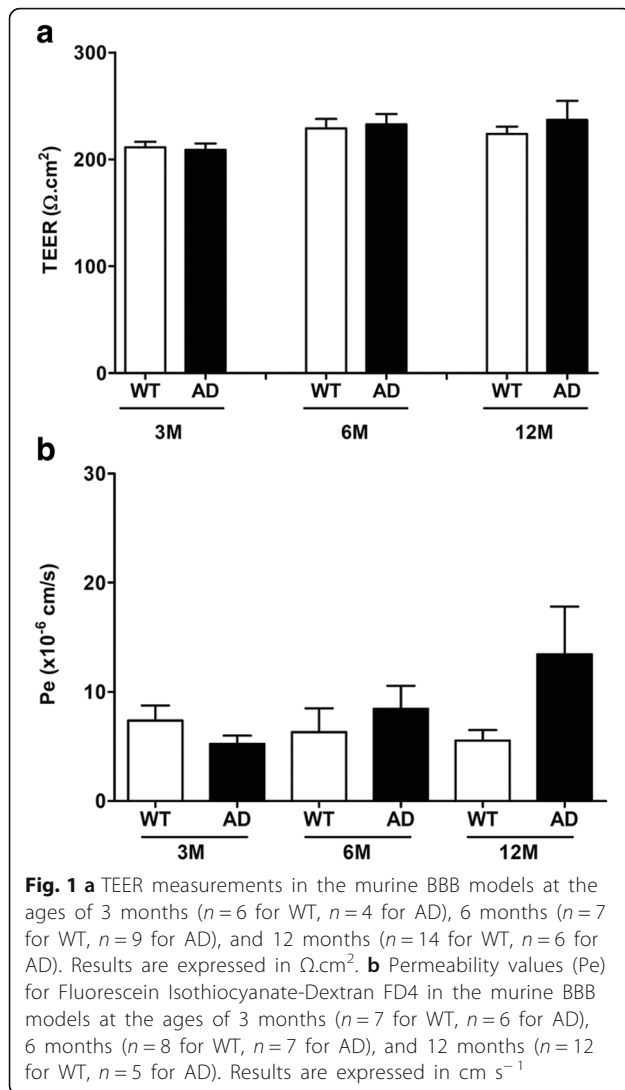 a
300
200
100
0
TEER (Ω.cm²)
WT AD WT AD WT AD
3M 6M 12M
b
30
20
10
0
Pe (x10⁻⁶ cm/s)
WT AD WT AD WT AD
3M 6M 12M
Fig. 1 a TEER measurements in the murine BBB models at the
ages of 3 months (n = 6 for WT, n = 4 for AD), 6 months (n = 7
for WT, n = 9 for AD), and 12 months (n = 14 for WT, n = 6 for
AD). Results are expressed in Ω.cm². b Permeability values (Pe)
for Fluorescein Isothiocyanate-Dextran FD4 in the murine BBB
models at the ages of 3 months (n = 7 for WT, n = 6 for AD),
6 months (n = 8 for WT, n = 7 for AD), and 12 months (n = 12
for WT, n = 5 for AD). Results are expressed in cm s⁻¹